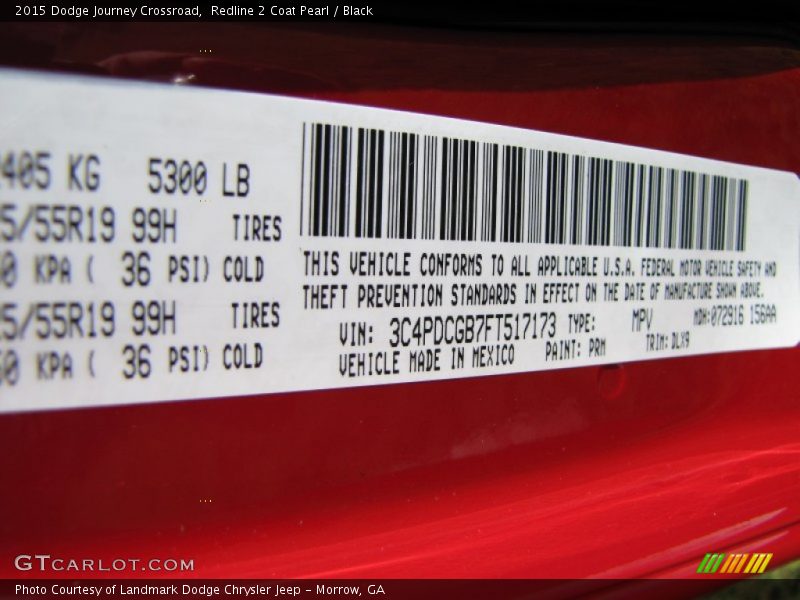 2015 Dodge Journey Crossroad,  Redline 2 Coat Pearl / Black
405 KG 5300 LB
5/55R19 99H TIRES
0 KPA ( 36 PSI) COLD
5/55R19 99H TIRES
0 KPA ( 36 PSI) COLD
THIS VEHICLE CONFORMS TO ALL APPLICABLE U.S.A. FEDERAL MOTOR VEHICLE SAFETY AND
THEFT PREVENTION STANDARDS IN EFFECT ON THE DATE OF MANUFACTURE SHOWN ABOVE.
VIN: 3C4PDCGB7FT517173 TYPE: MPV MDH:072916 156AA
VEHICLE MADE IN MEXICO PAINT: PRM TRIM: DLX9
GTCARLOT.COM
Photo Courtesy of Landmark Dodge Chrysler Jeep - Morrow, GA